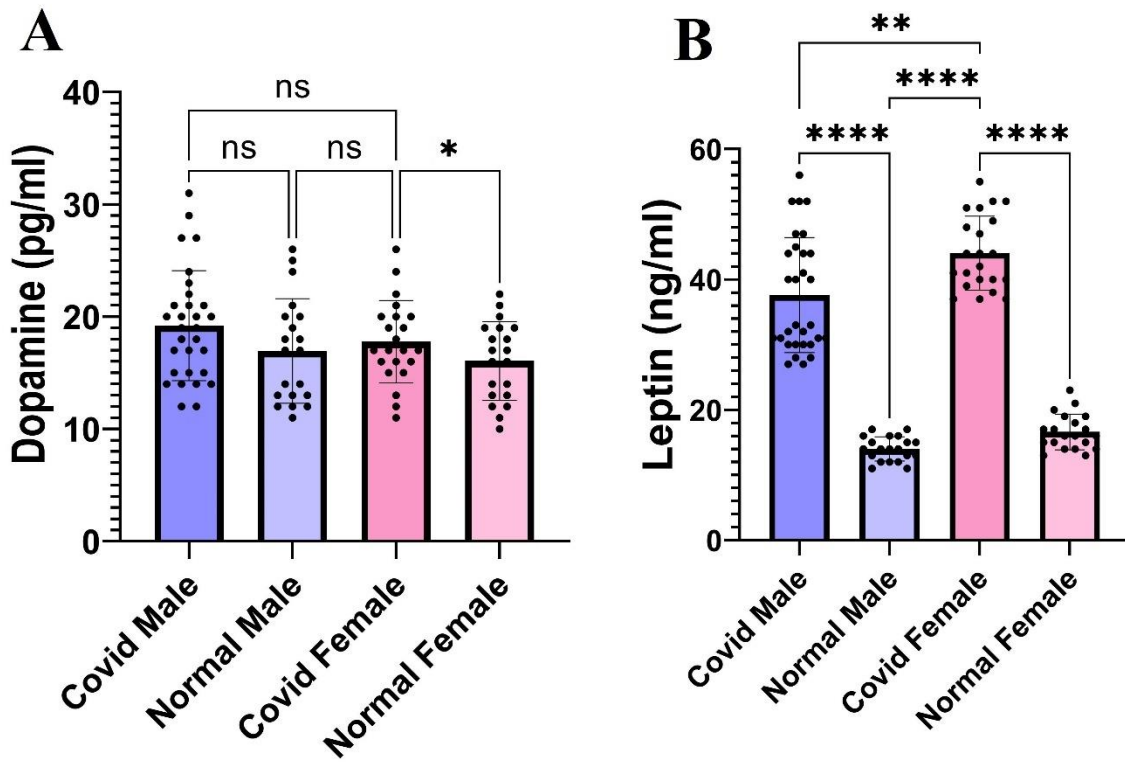 A
Dopamine (pg/ml)
40
30
20
10
0
ns
ns
ns
*
Covid Male
Normal Male
Covid Female
Normal Female
B
Leptin (ng/ml)
60
40
20
0
**
****
****
****
Covid Male
Normal Male
Covid Female
Normal Female